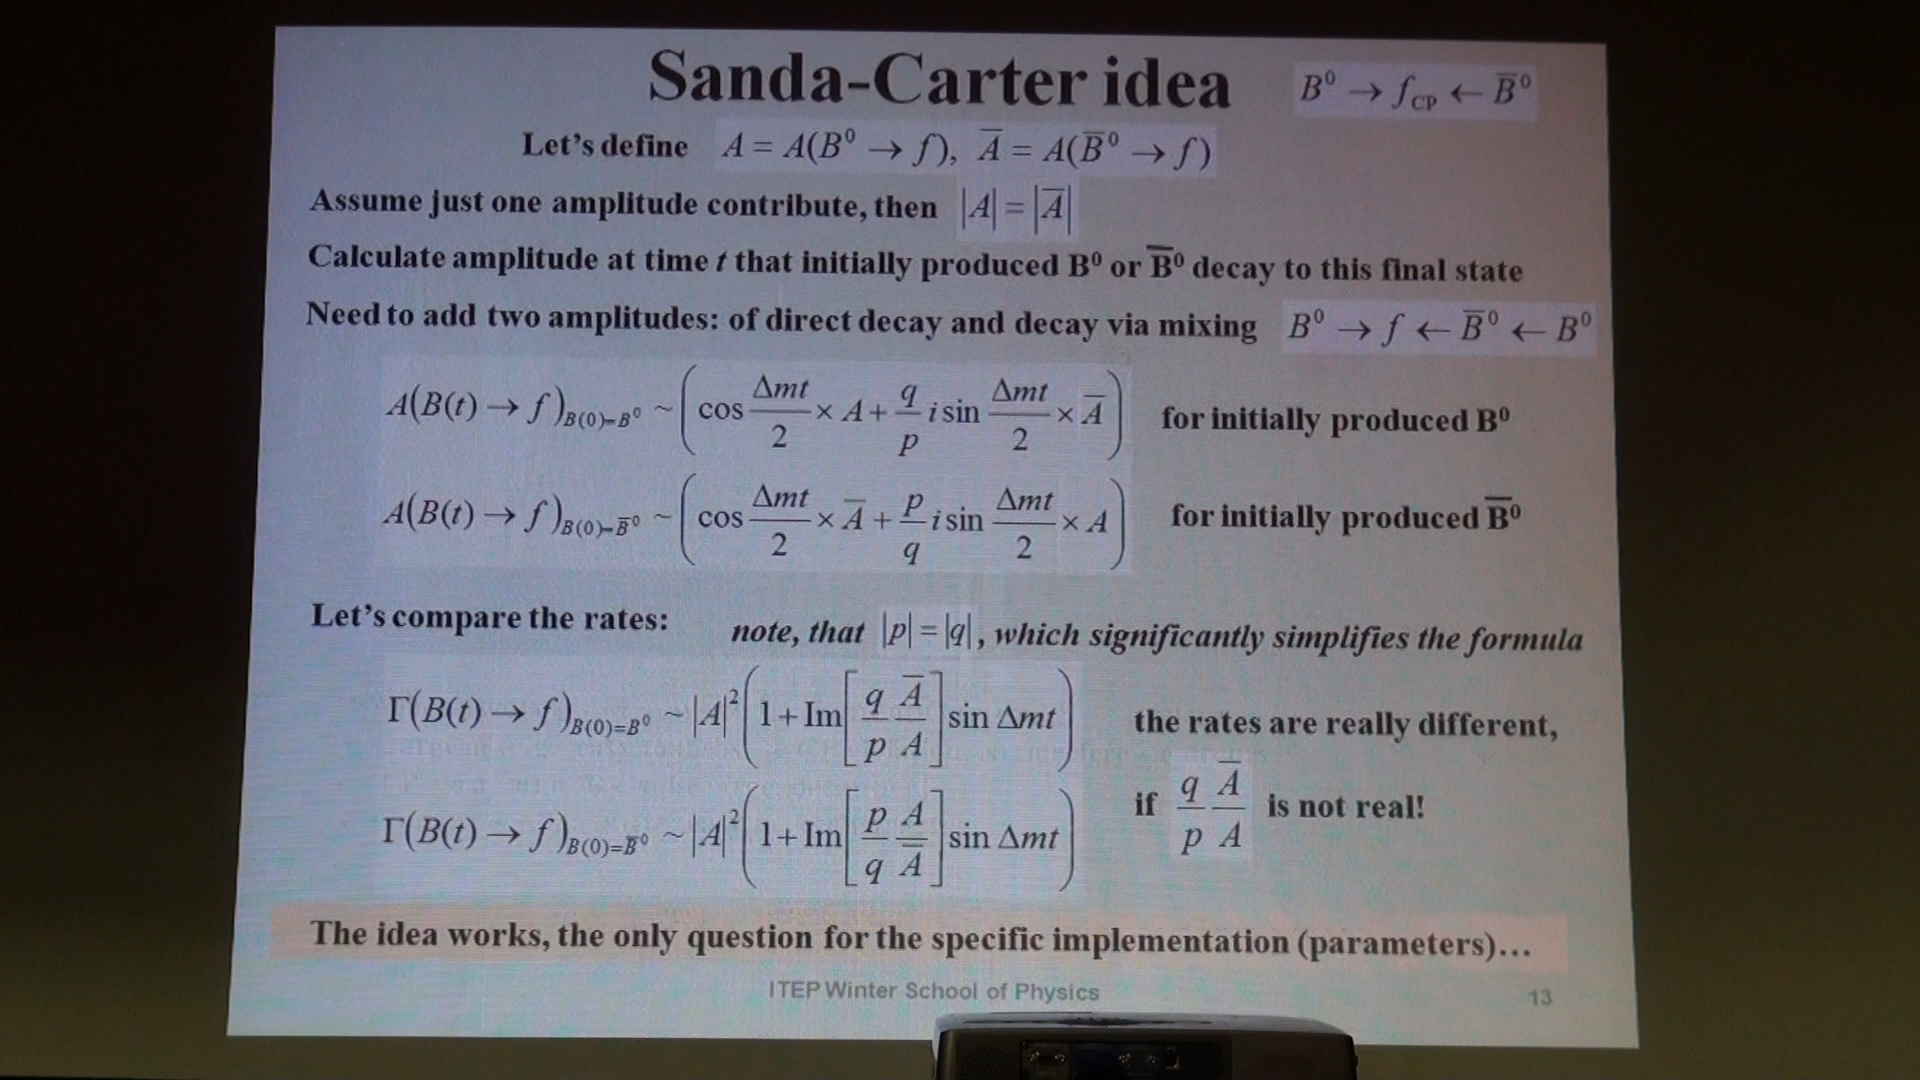 Sanda-Carter idea B⁰ → f_CP ← B̅⁰
Let's define A = A(B⁰ → f), A̅ = A(B̅⁰ → f)
Assume just one amplitude contribute, then |A| = |A̅|
Calculate amplitude at time t that initially produced B⁰ or B̅⁰ decay to this final state
Need to add two amplitudes: of direct decay and decay via mixing B⁰ → f ← B̅⁰ ← B⁰
A(B(t) → f)_B(0)=B⁰ ~ (cos Δmt/2 × A + q/p i sin Δmt/2 × A̅) for initially produced B⁰
A(B(t) → f)_B(0)=B̅⁰ ~ (cos Δmt/2 × A̅ + p/q i sin Δmt/2 × A) for initially produced B̅⁰
Let's compare the rates: note, that |p| = |q|, which significantly simplifies the formula
Γ(B(t) → f)_B(0)=B⁰ ~ |A|² (1 + Im[q/p A̅/A] sin Δmt) the rates are really different,
Γ(B(t) → f)_B(0)=B̅⁰ ~ |A|² (1 + Im[p/q A/A̅] sin Δmt) if q/p A̅/A is not real!
The idea works, the only question for the specific implementation (parameters)...
ITEP Winter School of Physics 13